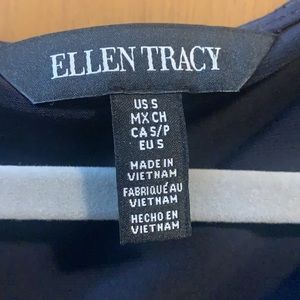 ELLEN TRACY
US S
MX CH
CA S/P
EU S
MADE IN
VIETNAM
FABRIQUÉ AU
VIETNAM
HECHO EN
VIETNAM